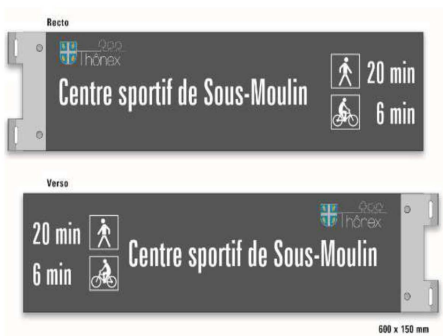 Recto
Thônex
Centre sportif de Sous-Moulin
20 min
6 min
Verso
Thônex
20 min
6 min
Centre sportif de Sous-Moulin
600 x 150 mm